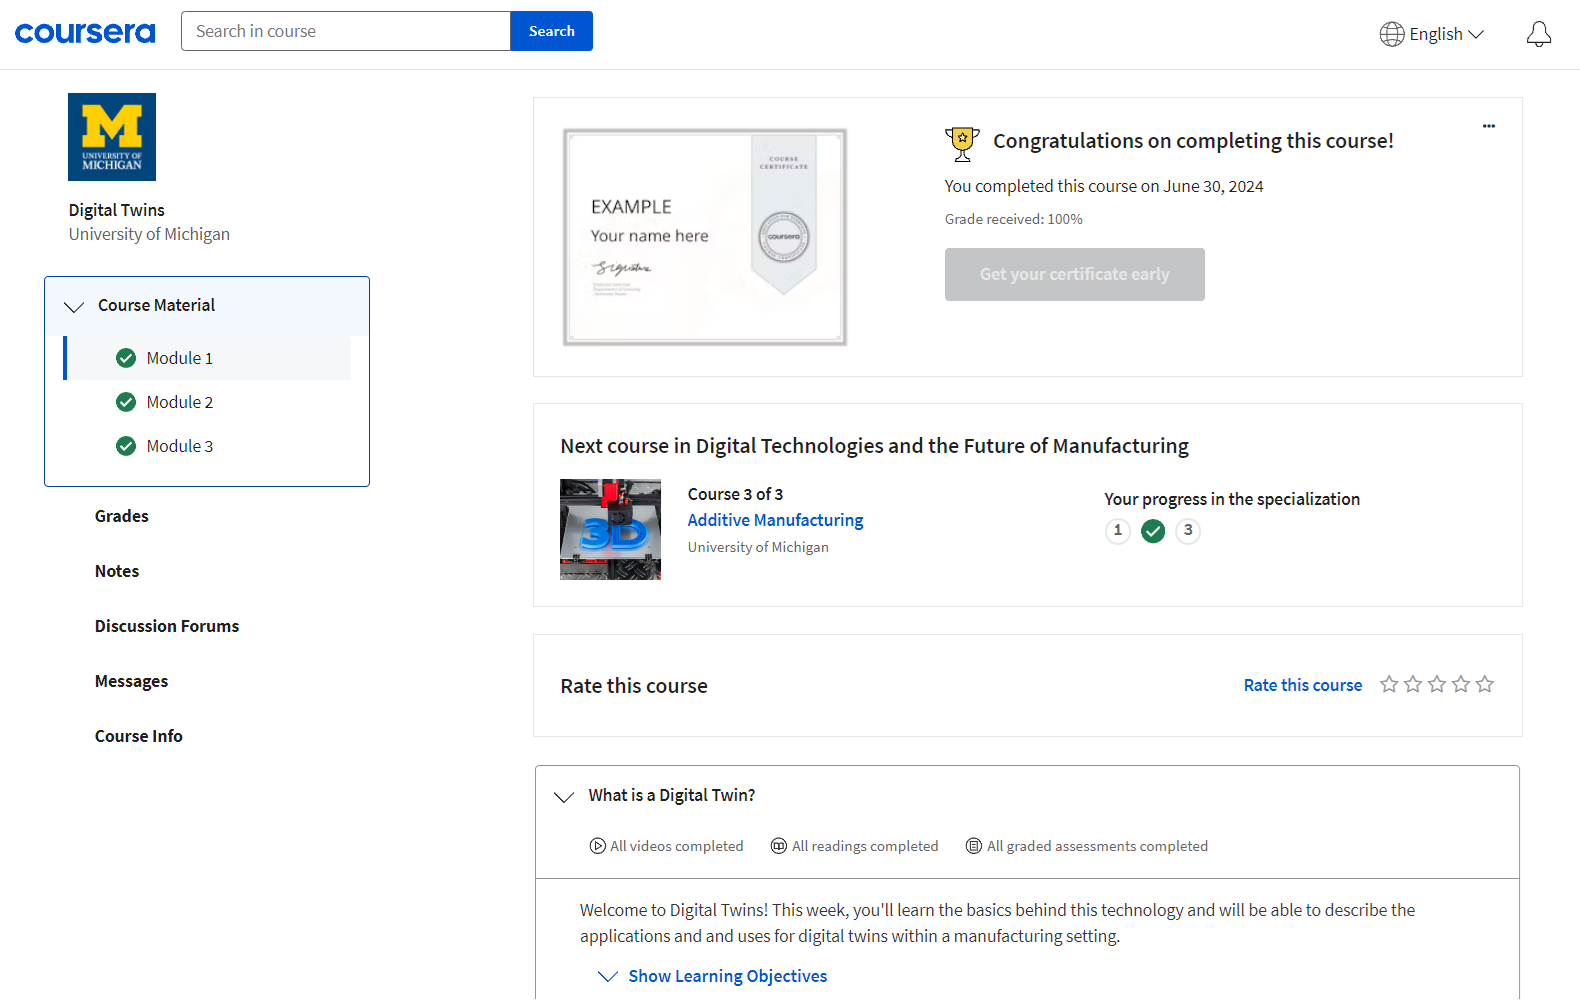 coursera
Search in course
Search
English
M
UNIVERSITY OF
MICHIGAN
Digital Twins
University of Michigan
Course Material
Module 1
Module 2
Module 3
Grades
Notes
Discussion Forums
Messages
Course Info
COURSE
CERTIFICATE
EXAMPLE
Your name here
coursera
Congratulations on completing this course!
You completed this course on June 30, 2024
Grade received: 100%
Get your certificate early
Next course in Digital Technologies and the Future of Manufacturing
3D
Course 3 of 3
Additive Manufacturing
University of Michigan
Your progress in the specialization
1 3
Rate this course
Rate this course
What is a Digital Twin?
All videos completed All readings completed All graded assessments completed
Welcome to Digital Twins! This week, you'll learn the basics behind this technology and will be able to describe the
applications and and uses for digital twins within a manufacturing setting.
Show Learning Objectives